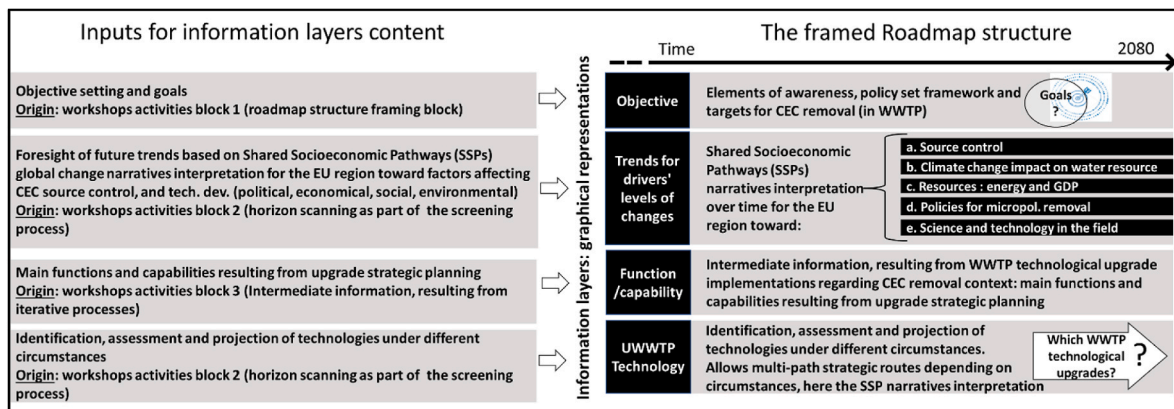 Inputs for information layers content
Objective setting and goals
Origin: workshops activities block 1 (roadmap structure framing block)
Foresight of future trends based on Shared Socioeconomic Pathways (SSPs)
global change narratives interpretation for the EU region toward factors affecting
CEC source control, and tech. dev. (political, economical, social, environmental)
Origin: workshops activities block 2 (horizon scanning as part of the screening
process)
Main functions and capabilities resulting from upgrade strategic planning
Origin: workshops activities block 3 (Intermediate information, resulting from
iterative processes)
Identification, assessment and projection of technologies under different
circumstances
Origin: workshops activities block 2 (horizon scanning as part of the screening
process)
Information layers: graphical representations
The framed Roadmap structure
Time
2080
Objective
Elements of awareness, policy set framework and
targets for CEC removal (in WWTP)
Goals
?
Trends for
drivers'
levels of
changes
Shared Socioeconomic
Pathways (SSPs)
narratives interpretation
over time for the EU
region toward:
a. Source control
b. Climate change impact on water resource
c. Resources : energy and GDP
d. Policies for micropol. removal
e. Science and technology in the field
Function
/capability
Intermediate information, resulting from WWTP technological upgrade
implementations regarding CEC removal context: main functions and
capabilities resulting from upgrade strategic planning
UWWTP
Technology
Identification, assessment and projection of
technologies under different circumstances.
Allows multi-path strategic routes depending on
circumstances, here the SSP narratives interpretation
Which WWTP
technological
upgrades?
?